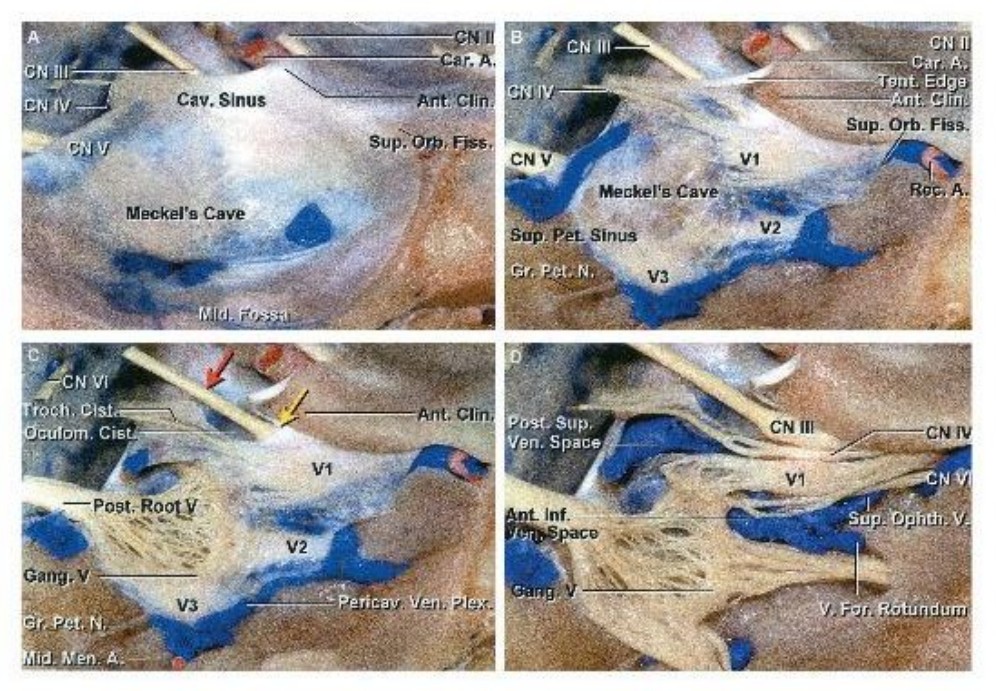 A
CN II
Car. A.
CN III
Cav. Sinus
CN IV
Ant. Clin.
CN V
Sup. Orb. Fiss.
Meckel's Cave
Mid. Fossa
B
CN III
CN II
Car. A.
Tent. Edge
CN IV
Ant. Clin.
Sup. Orb. Fiss.
CN V
V1
Meckel's Cave
Rec. A.
V2
Sup. Pet. Sinus
Gr. Pet. N.
V3
C
CN VI
Troch. Cist.
Ant. Clin.
Oculom. Cist.
V1
Post. Root V
V2
Gang. V
V3
Pericav. Ven. Plex.
Gr. Pet. N.
Mid. Men. A.
D
Post. Sup.
Ven. Space
CN III
CN IV
V1
CN VI
Ant. Inf.
Ven. Space
Sup. Ophth. V.
Gang. V
V. For. Rotundum